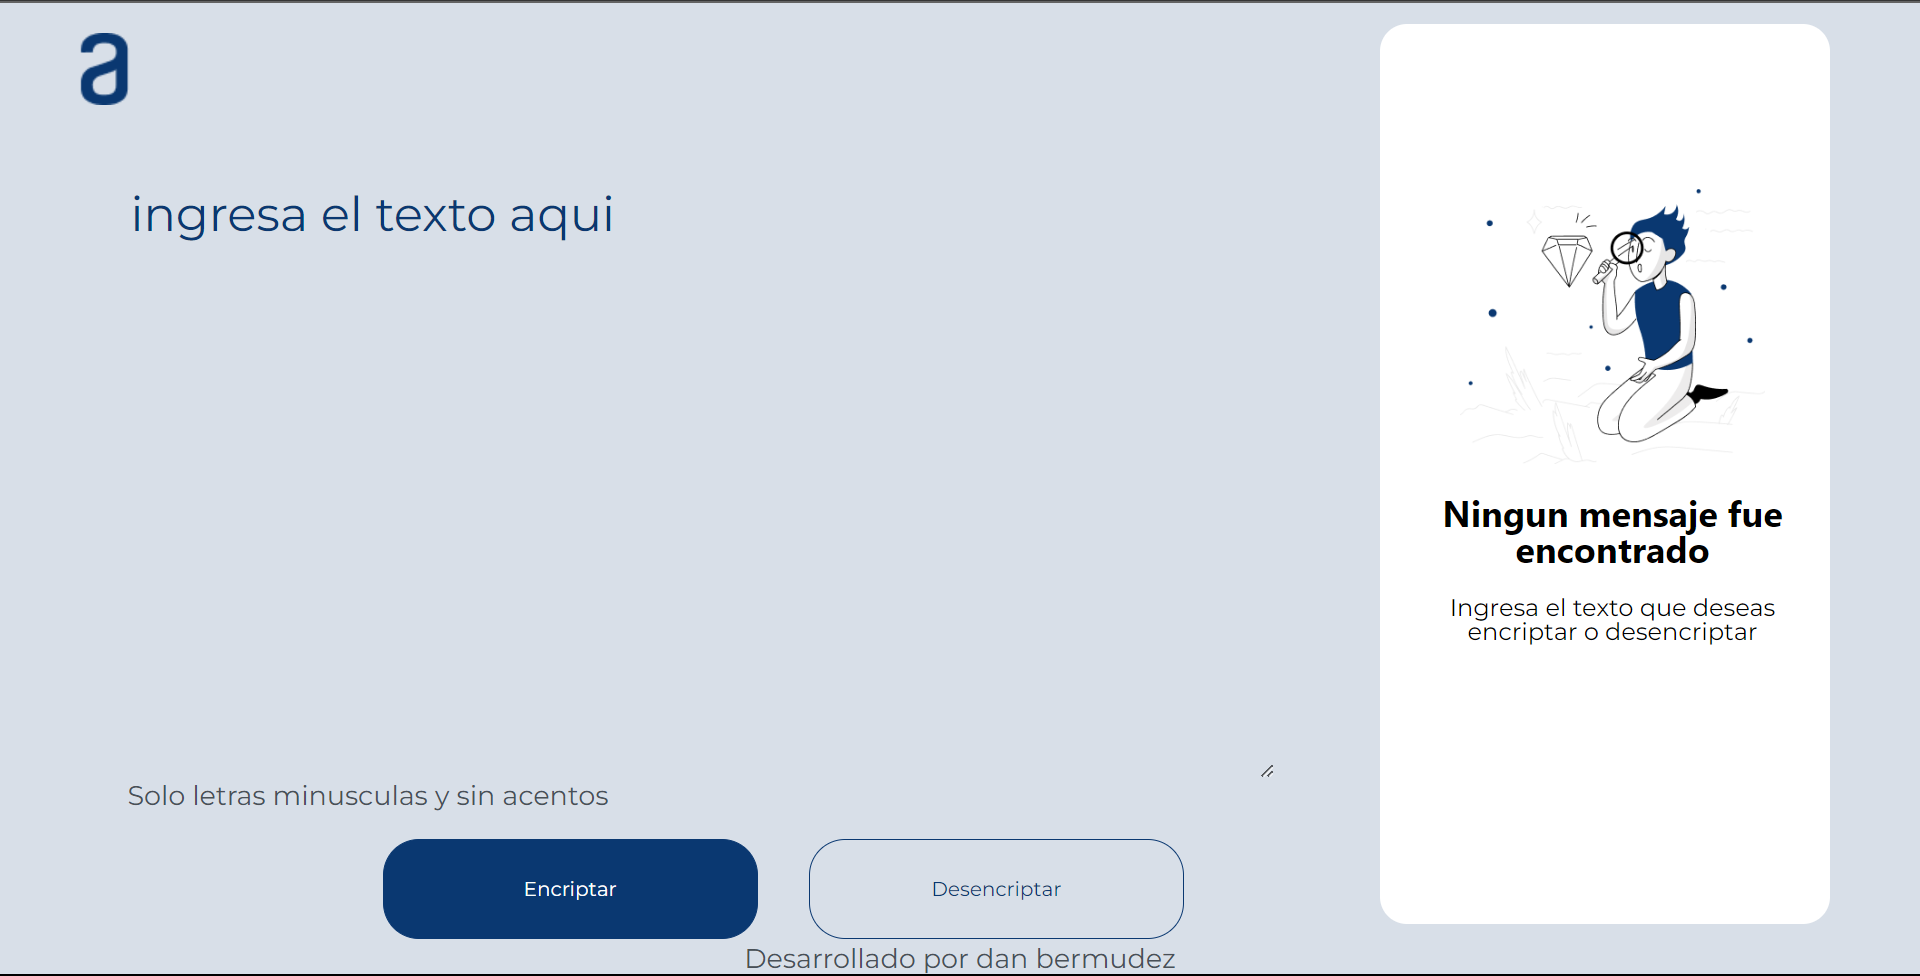 a
ingresa el texto aqui
Solo letras minusculas y sin acentos
Encriptar
Desencriptar
Desarrollado por dan bermudez
Ningun mensaje fue
encontrado
Ingresa el texto que deseas
encriptar o desencriptar